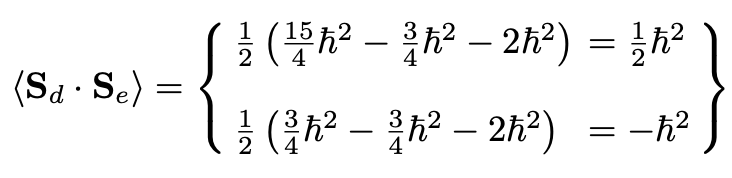 ⟨S_d · S_e⟩ = { ½ (15/4 ħ² − 3/4 ħ² − 2ħ²) = ½ ħ²
½ (3/4 ħ² − 3/4 ħ² − 2ħ²) = −ħ² }